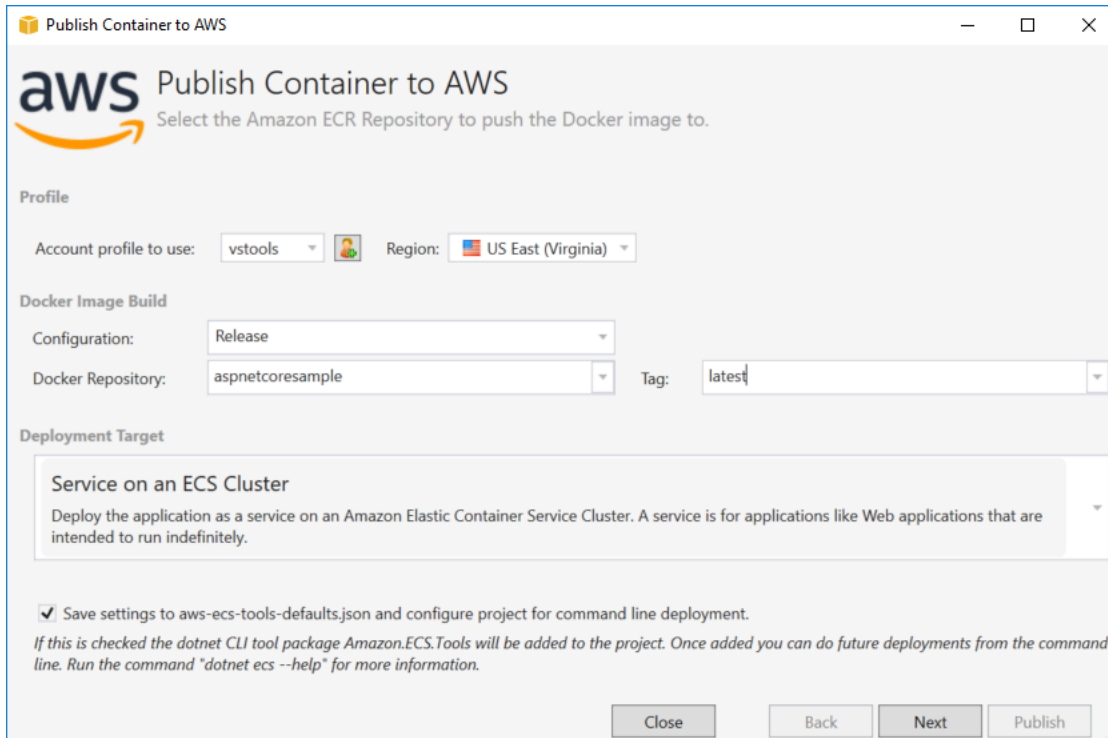 Publish Container to AWS
aws
Publish Container to AWS
Select the Amazon ECR Repository to push the Docker image to.
Profile
Account profile to use: vstools Region: US East (Virginia)
Docker Image Build
Configuration: Release
Docker Repository: aspnetcoresample Tag: latest
Deployment Target
Service on an ECS Cluster
Deploy the application as a service on an Amazon Elastic Container Service Cluster. A service is for applications like Web applications that are
intended to run indefinitely.
Save settings to aws-ecs-tools-defaults.json and configure project for command line deployment.
If this is checked the dotnet CLI tool package Amazon.ECS.Tools will be added to the project. Once added you can do future deployments from the command
line. Run the command "dotnet ecs --help" for more information.
Close Back Next Publish